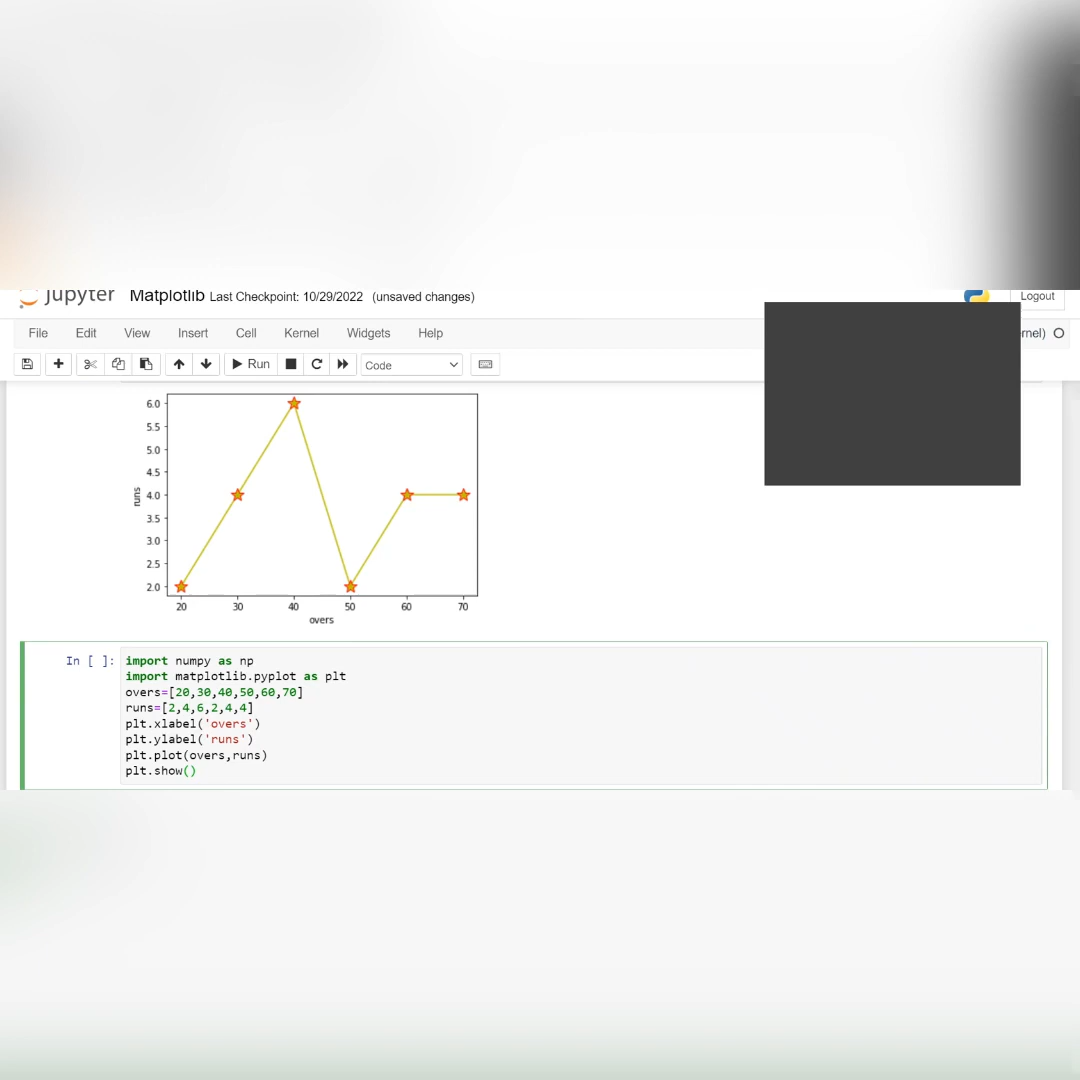 jupyter Matplotlib Last Checkpoint: 10/29/2022 (unsaved changes) Logout
File Edit View Insert Cell Kernel Widgets Help rnel)
Run Code
6.0
5.5
5.0
4.5
4.0
3.5
3.0
2.5
2.0
runs
20 30 40 50 60 70
overs
In [ ]: import numpy as np
import matplotlib.pyplot as plt
overs=[20,30,40,50,60,70]
runs=[2,4,6,2,4,4]
plt.xlabel('overs')
plt.ylabel('runs')
plt.plot(overs,runs)
plt.show()